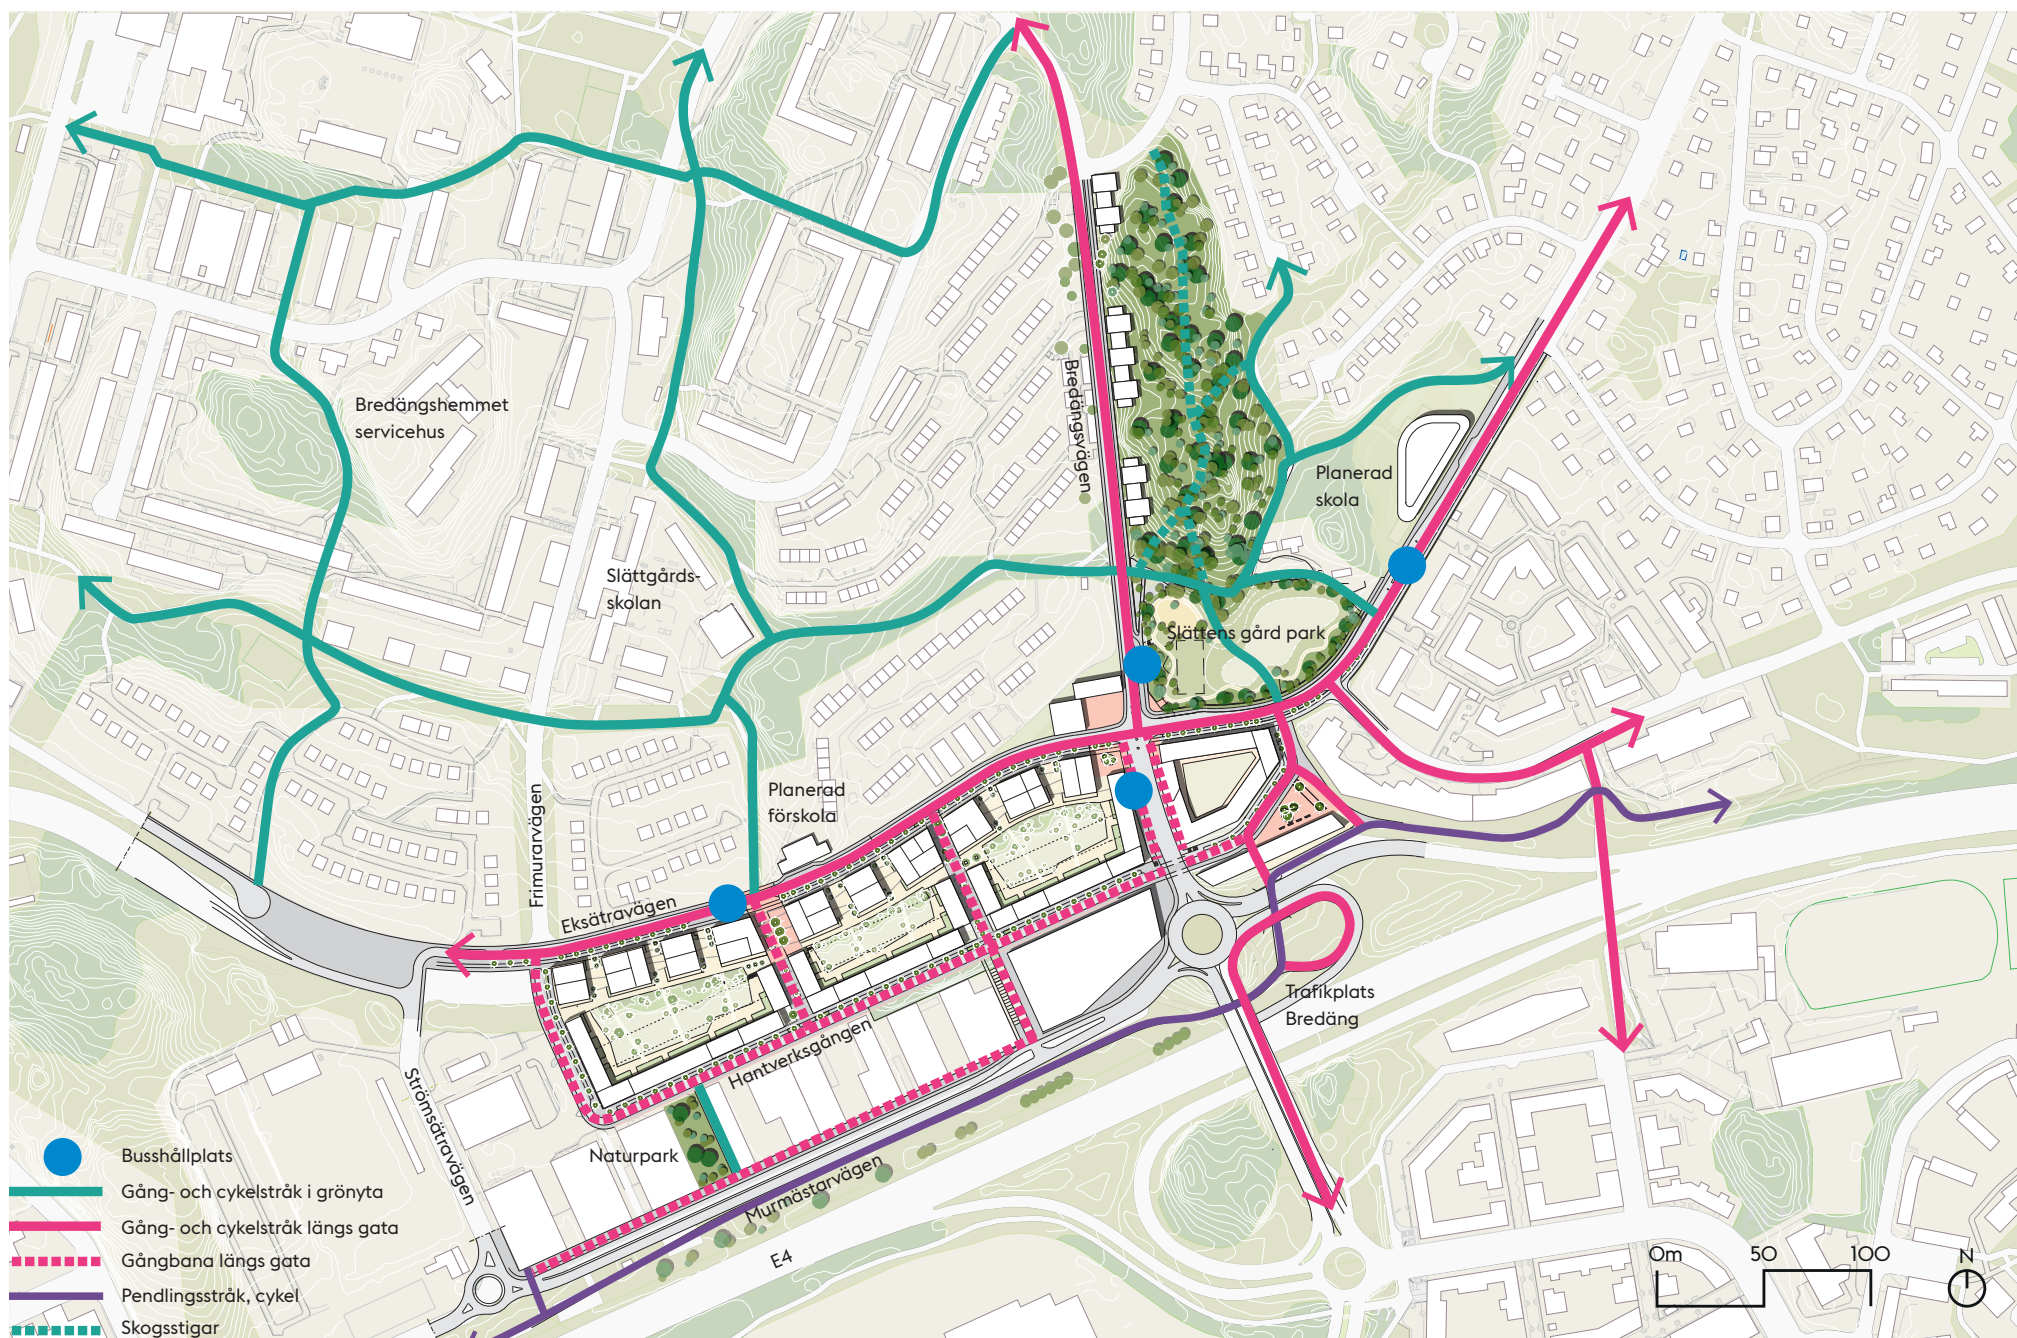 Bredängsvägen
Bredängshemmet
servicehus
Planerad
skola
Slättgårds-
skolan
Slättens gård park
Planerad
förskola
Frimurarvägen
Eksätravägen
Trafikplats
Bredäng
Hantverksgången
Strömsätravägen
Naturpark
Murmästarvägen
E4
Busshållplats
Gång- och cykelstråk i grönyta
Gång- och cykelstråk längs gata
Gångbana längs gata
Pendlingsstråk, cykel
Skogsstigar
0m 50 100 N